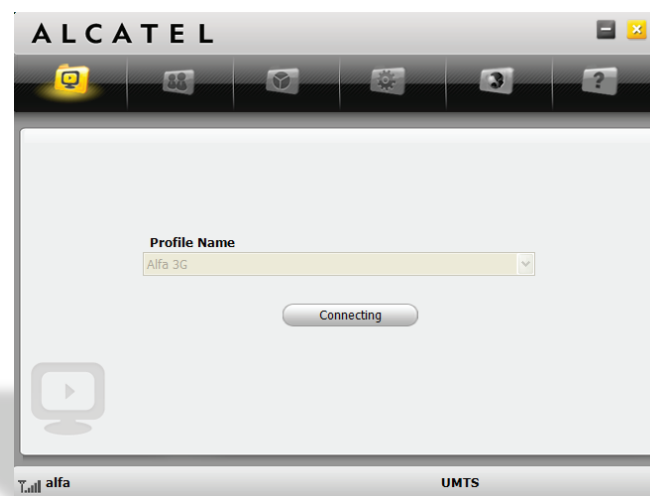 ALCATEL
?
Profile Name
Alfa 3G
Connecting
alfa UMTS